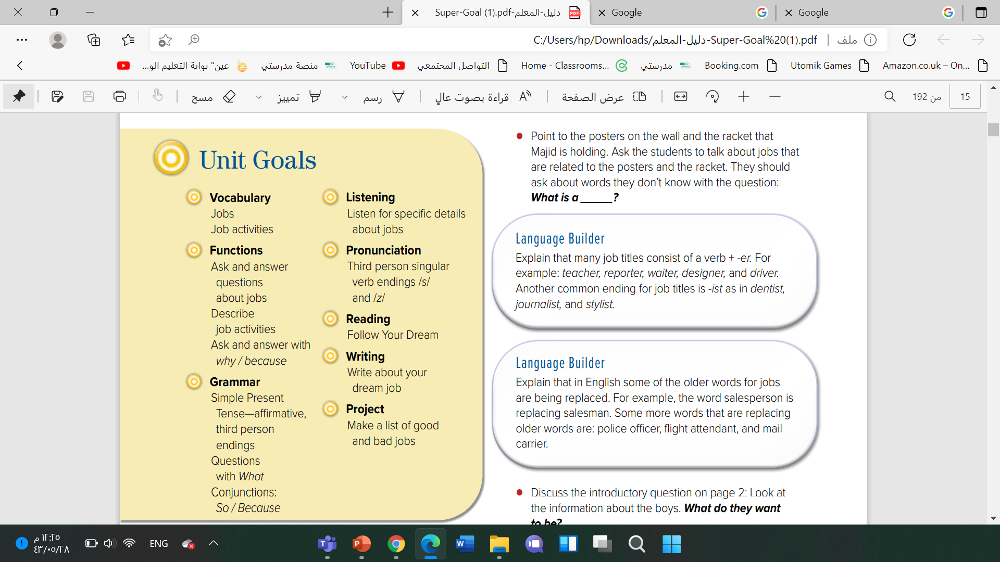 دليل-المعلم-Super-Goal (1).pdf
Google
Google
C:/Users/hp/Downloads/دليل-المعلم-Super-Goal%20(1).pdf
ملف
عين" بوابة التعليم الو...
منصة مدرستي
YouTube
التواصل المجتمعي
Home - Classrooms...
مدرستي
Booking.com
Utomik Games
Amazon.co.uk – On...
مسح
تمييز
رسم
قراءة بصوت عالٍ
عرض الصفحة
من 192
15
Unit Goals
Vocabulary
Jobs
Job activities
Functions
Ask and answer
questions
about jobs
Describe
job activities
Ask and answer with
why / because
Grammar
Simple Present
Tense—affirmative,
third person
endings
Questions
with What
Conjunctions:
So / Because
Listening
Listen for specific details
about jobs
Pronunciation
Third person singular
verb endings /s/
and /z/
Reading
Follow Your Dream
Writing
Write about your
dream job
Project
Make a list of good
and bad jobs
• Point to the posters on the wall and the racket that
Majid is holding. Ask the students to talk about jobs that
are related to the posters and the racket. They should
ask about words they don’t know with the question:
What is a _____?
Language Builder
Explain that many job titles consist of a verb + -er. For
example: teacher, reporter, waiter, designer, and driver.
Another common ending for job titles is -ist as in dentist,
journalist, and stylist.
Language Builder
Explain that in English some of the older words for jobs
are being replaced. For example, the word salesperson is
replacing salesman. Some more words that are replacing
older words are: police officer, flight attendant, and mail
carrier.
• Discuss the introductory question on page 2: Look at
the information about the boys. What do they want
to be?
١٢:٢٥ م
٤٣/٠٥/٢٨
ENG